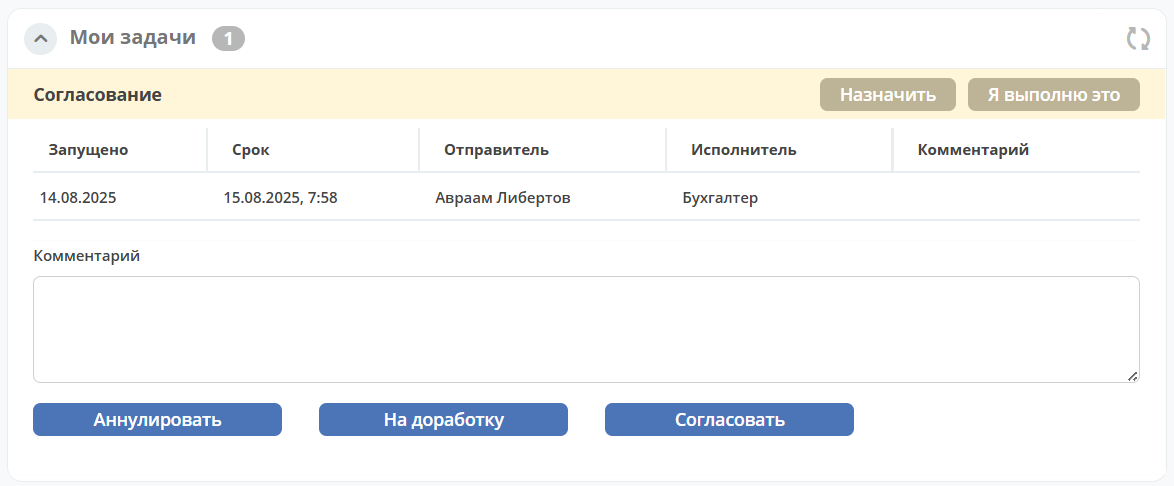 Мои задачи 1
Согласование Назначить Я выполню это
Запущено Срок Отправитель Исполнитель Комментарий
14.08.2025 15.08.2025, 7:58 Авраам Либертов Бухгалтер
Комментарий
Аннулировать На доработку Согласовать